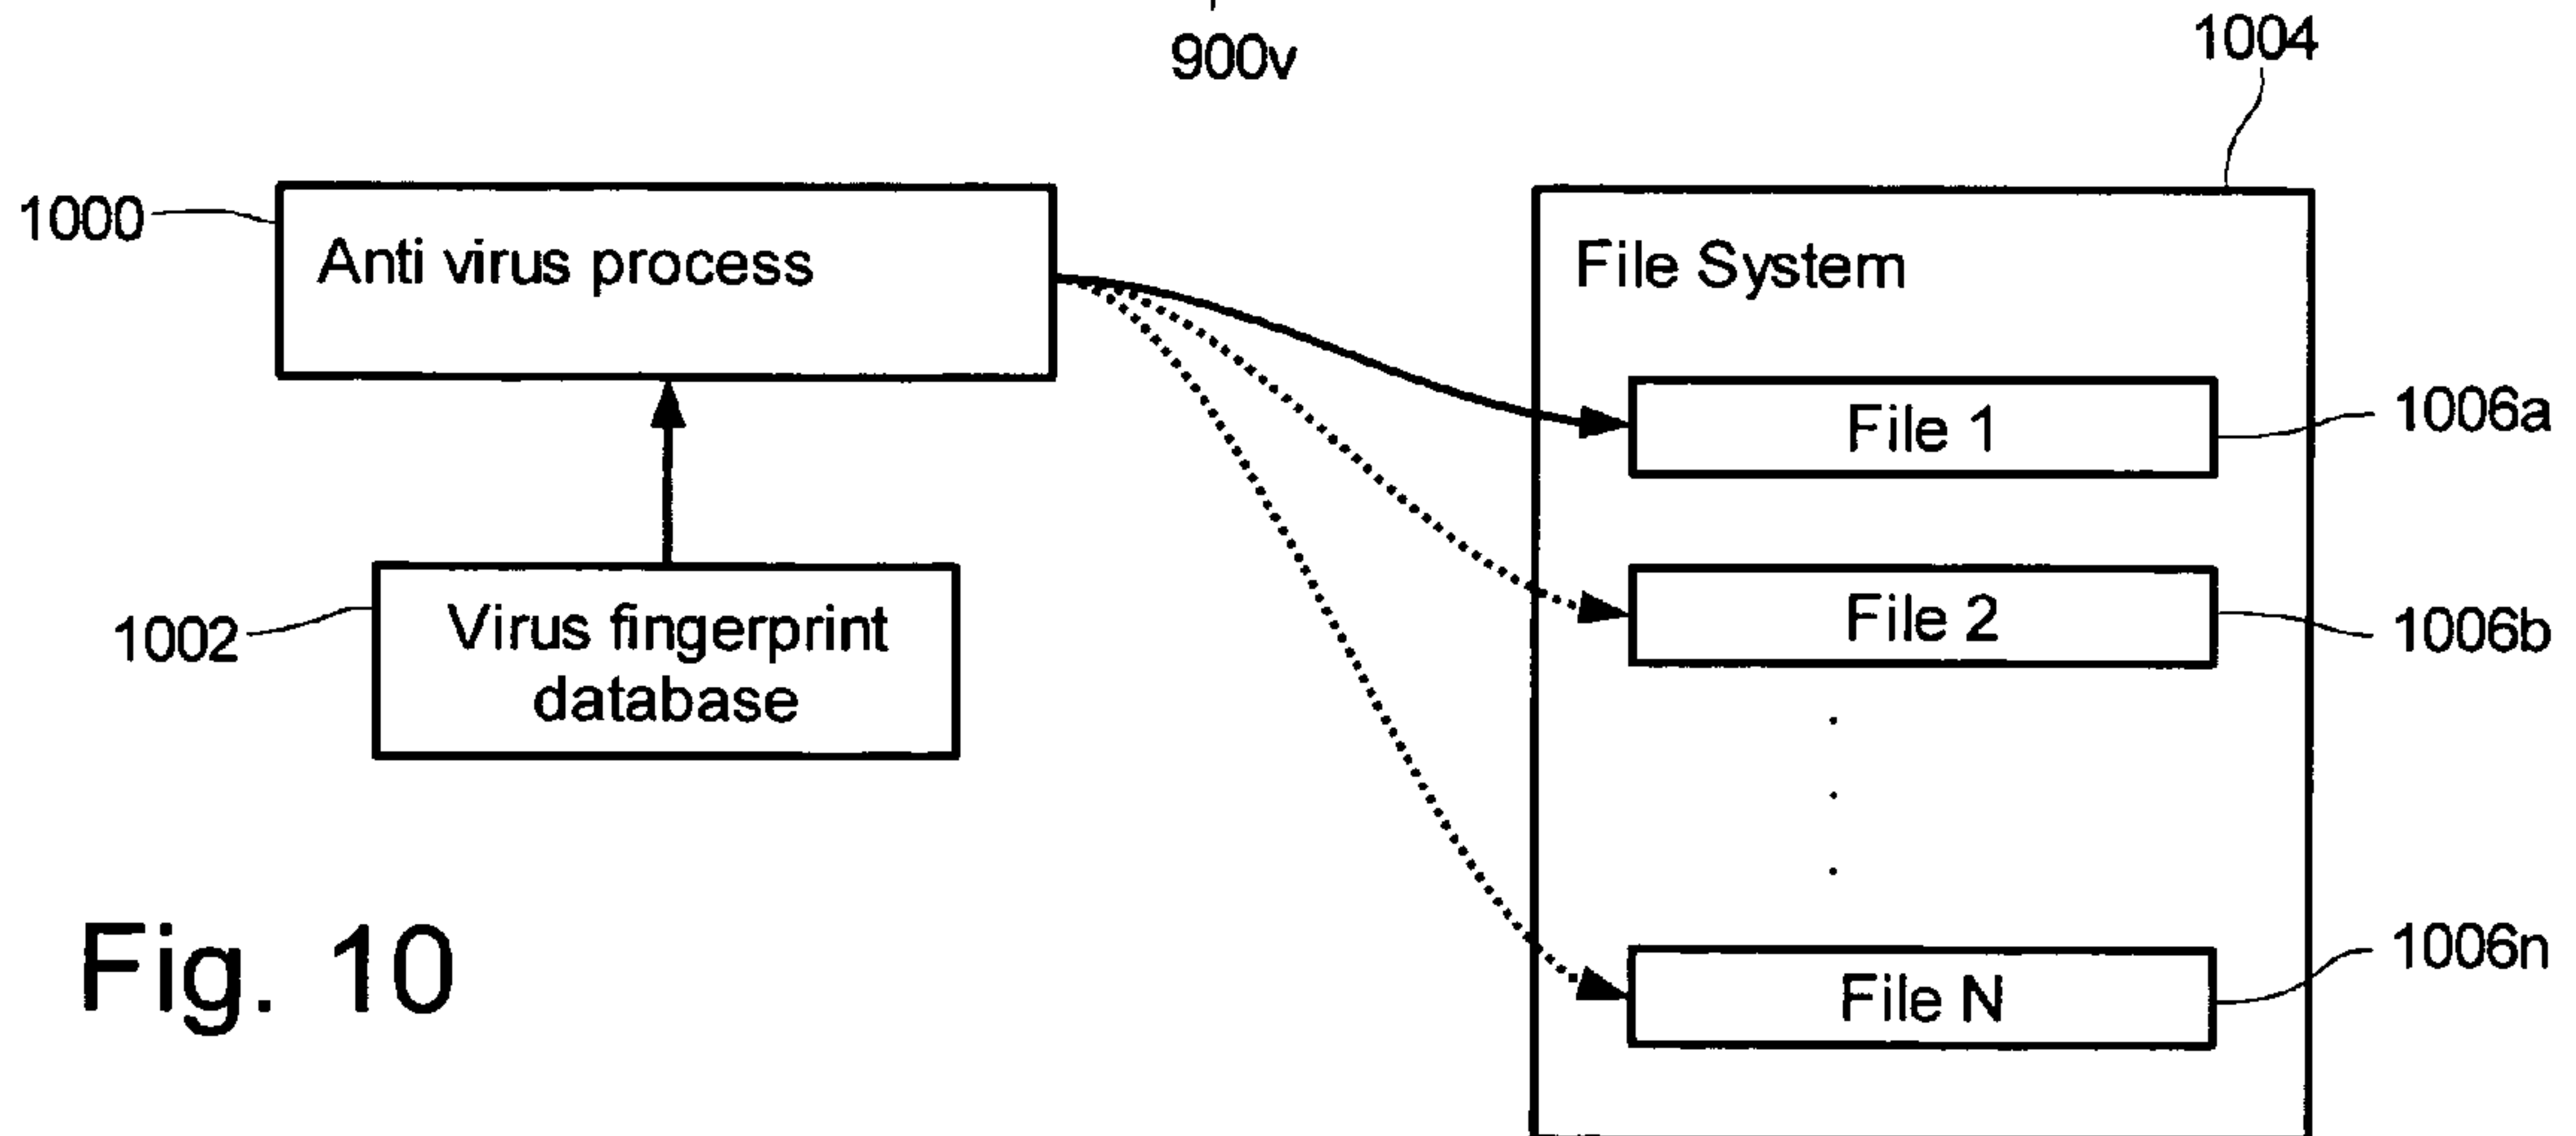 900v
1004
1000
Anti virus process
File System
File 1
1006a
1002
Virus fingerprint
database
File 2
1006b
File N
1006n
Fig. 10